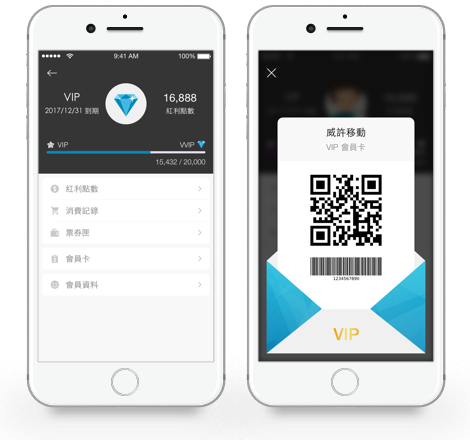 9:41 AM
100%
VIP
2017/12/31 到期
16,888
紅利點數
VIP
VVIP
15,432 / 20,000
紅利點數
消費記錄
票券匣
會員卡
會員資料
威許移動
VIP 會員卡
1234567890
VIP